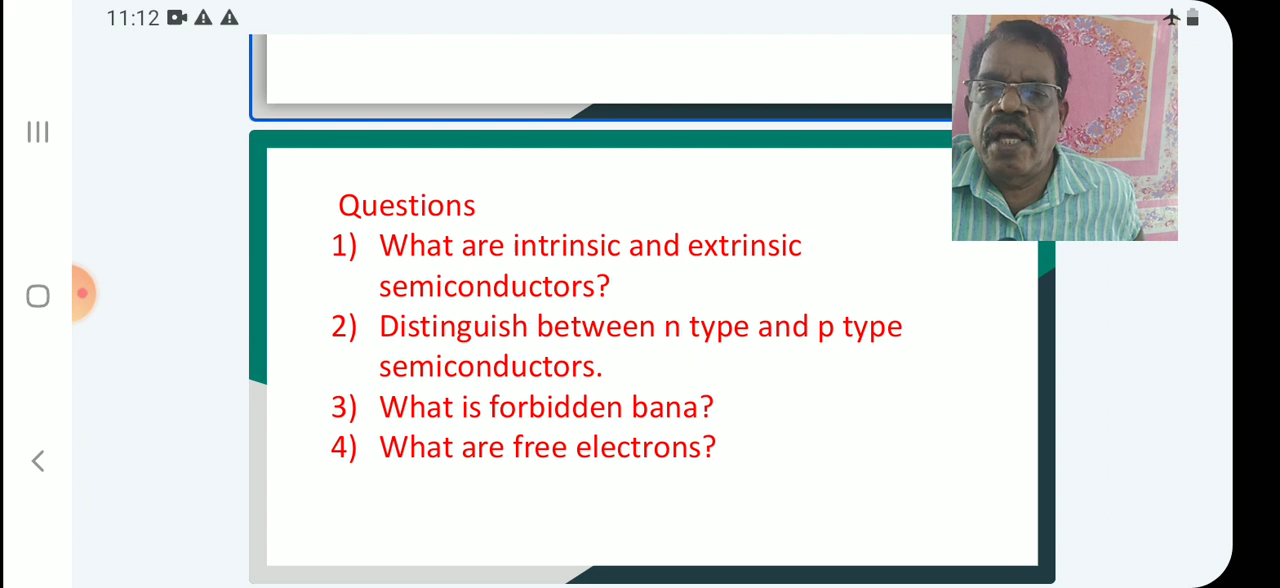 11:12
Questions
1) What are intrinsic and extrinsic
semiconductors?
2) Distinguish between n type and p type
semiconductors.
3) What is forbidden bana?
4) What are free electrons?